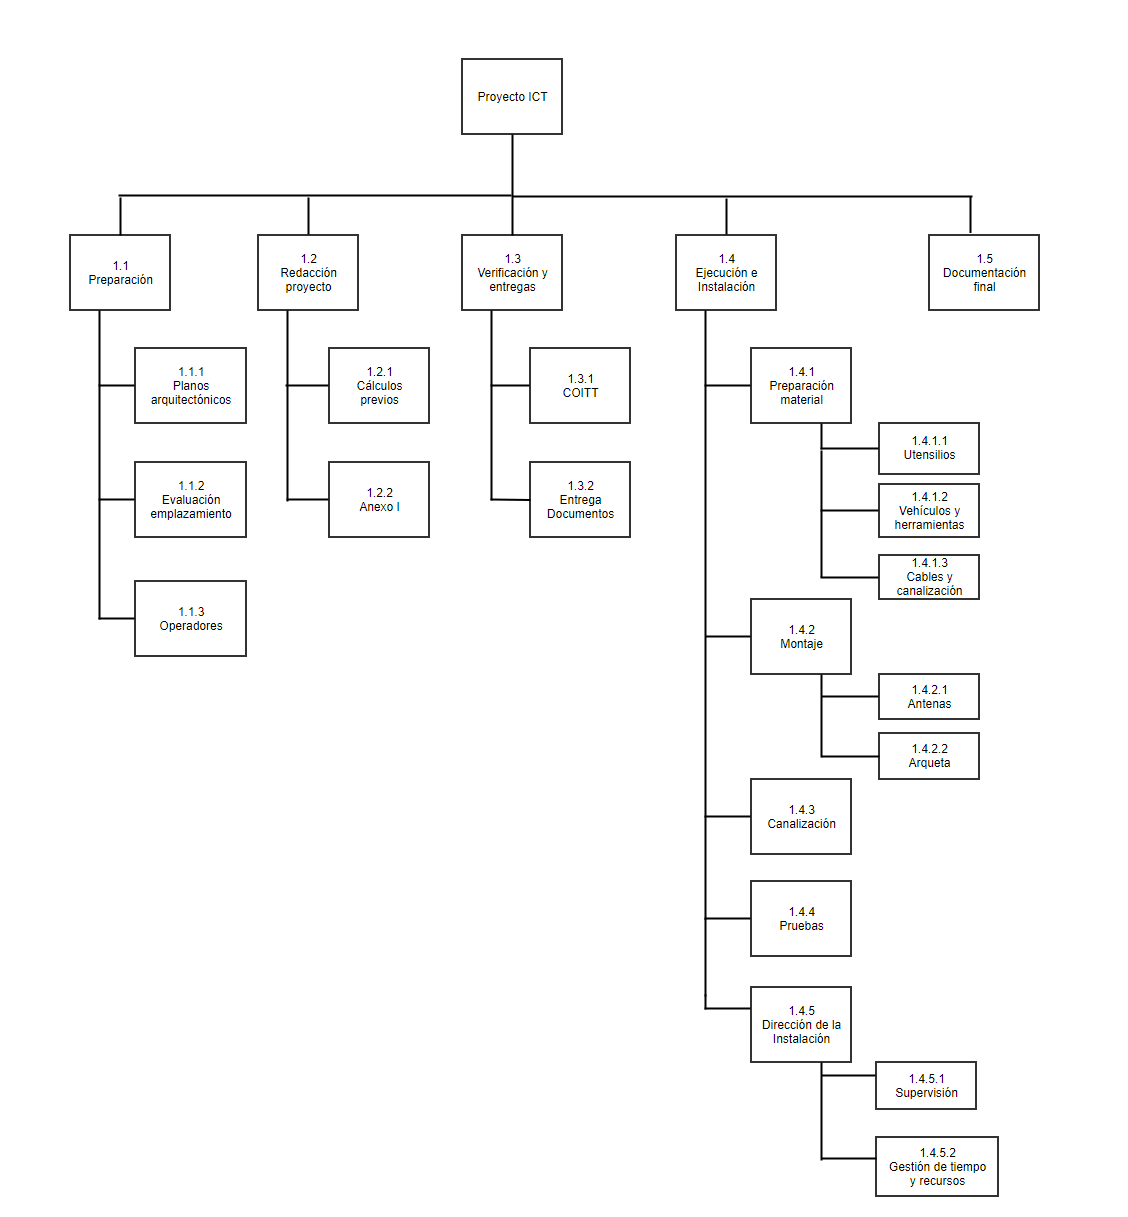 Proyecto ICT
1.1
Preparación
1.2
Redacción
proyecto
1.3
Verificación y
entregas
1.4
Ejecución e
Instalación
1.5
Documentación
final
1.1.1
Planos
arquitectónicos
1.1.2
Evaluación
emplazamiento
1.1.3
Operadores
1.2.1
Cálculos
previos
1.2.2
Anexo I
1.3.1
COITT
1.3.2
Entrega
Documentos
1.4.1
Preparación
material
1.4.1.1
Utensilios
1.4.1.2
Vehículos y
herramientas
1.4.1.3
Cables y
canalización
1.4.2
Montaje
1.4.2.1
Antenas
1.4.2.2
Arqueta
1.4.3
Canalización
1.4.4
Pruebas
1.4.5
Dirección de la
Instalación
1.4.5.1
Supervisión
1.4.5.2
Gestión de tiempo
y recursos